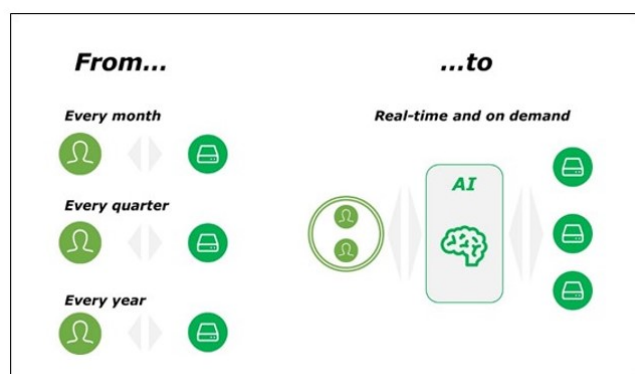 From...
...to
Every month
Real-time and on demand
AI
Every quarter
Every year